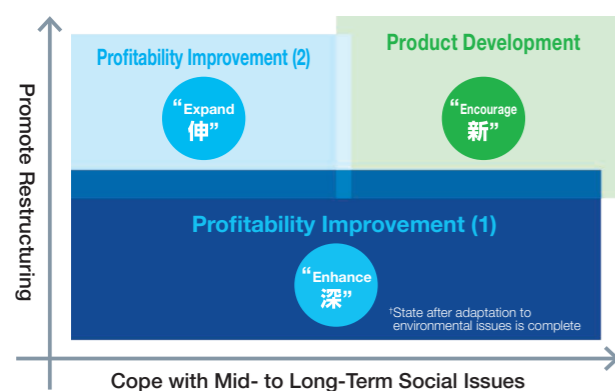 Promote Restructuring
Profitability Improvement (2)
“Expand
伸”
Product Development
“Encourage
新”
Profitability Improvement (1)
“Enhance
深”
†State after adaptation to
environmental issues is complete
Cope with Mid- to Long-Term Social Issues